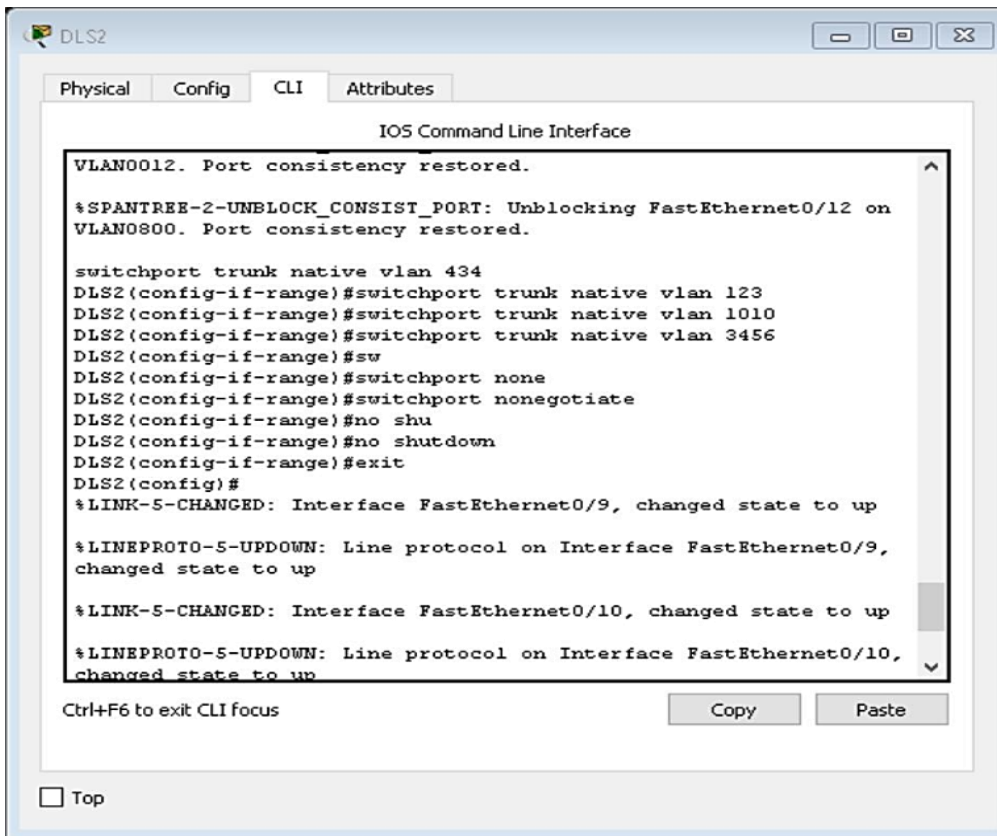 DLS2
Physical Config CLI Attributes
IOS Command Line Interface
VLAN0012. Port consistency restored.
%SPANTREE-2-UNBLOCK_CONSIST_PORT: Unblocking FastEthernet0/12 on
VLAN0800. Port consistency restored.
switchport trunk native vlan 434
DLS2(config-if-range)#switchport trunk native vlan 123
DLS2(config-if-range)#switchport trunk native vlan 1010
DLS2(config-if-range)#switchport trunk native vlan 3456
DLS2(config-if-range)#sw
DLS2(config-if-range)#switchport none
DLS2(config-if-range)#switchport nonegotiate
DLS2(config-if-range)#no shu
DLS2(config-if-range)#no shutdown
DLS2(config-if-range)#exit
DLS2(config)#
%LINK-5-CHANGED: Interface FastEthernet0/9, changed state to up
%LINEPROTO-5-UPDOWN: Line protocol on Interface FastEthernet0/9,
changed state to up
%LINK-5-CHANGED: Interface FastEthernet0/10, changed state to up
%LINEPROTO-5-UPDOWN: Line protocol on Interface FastEthernet0/10,
changed state to up
Ctrl+F6 to exit CLI focus
Copy Paste
Top